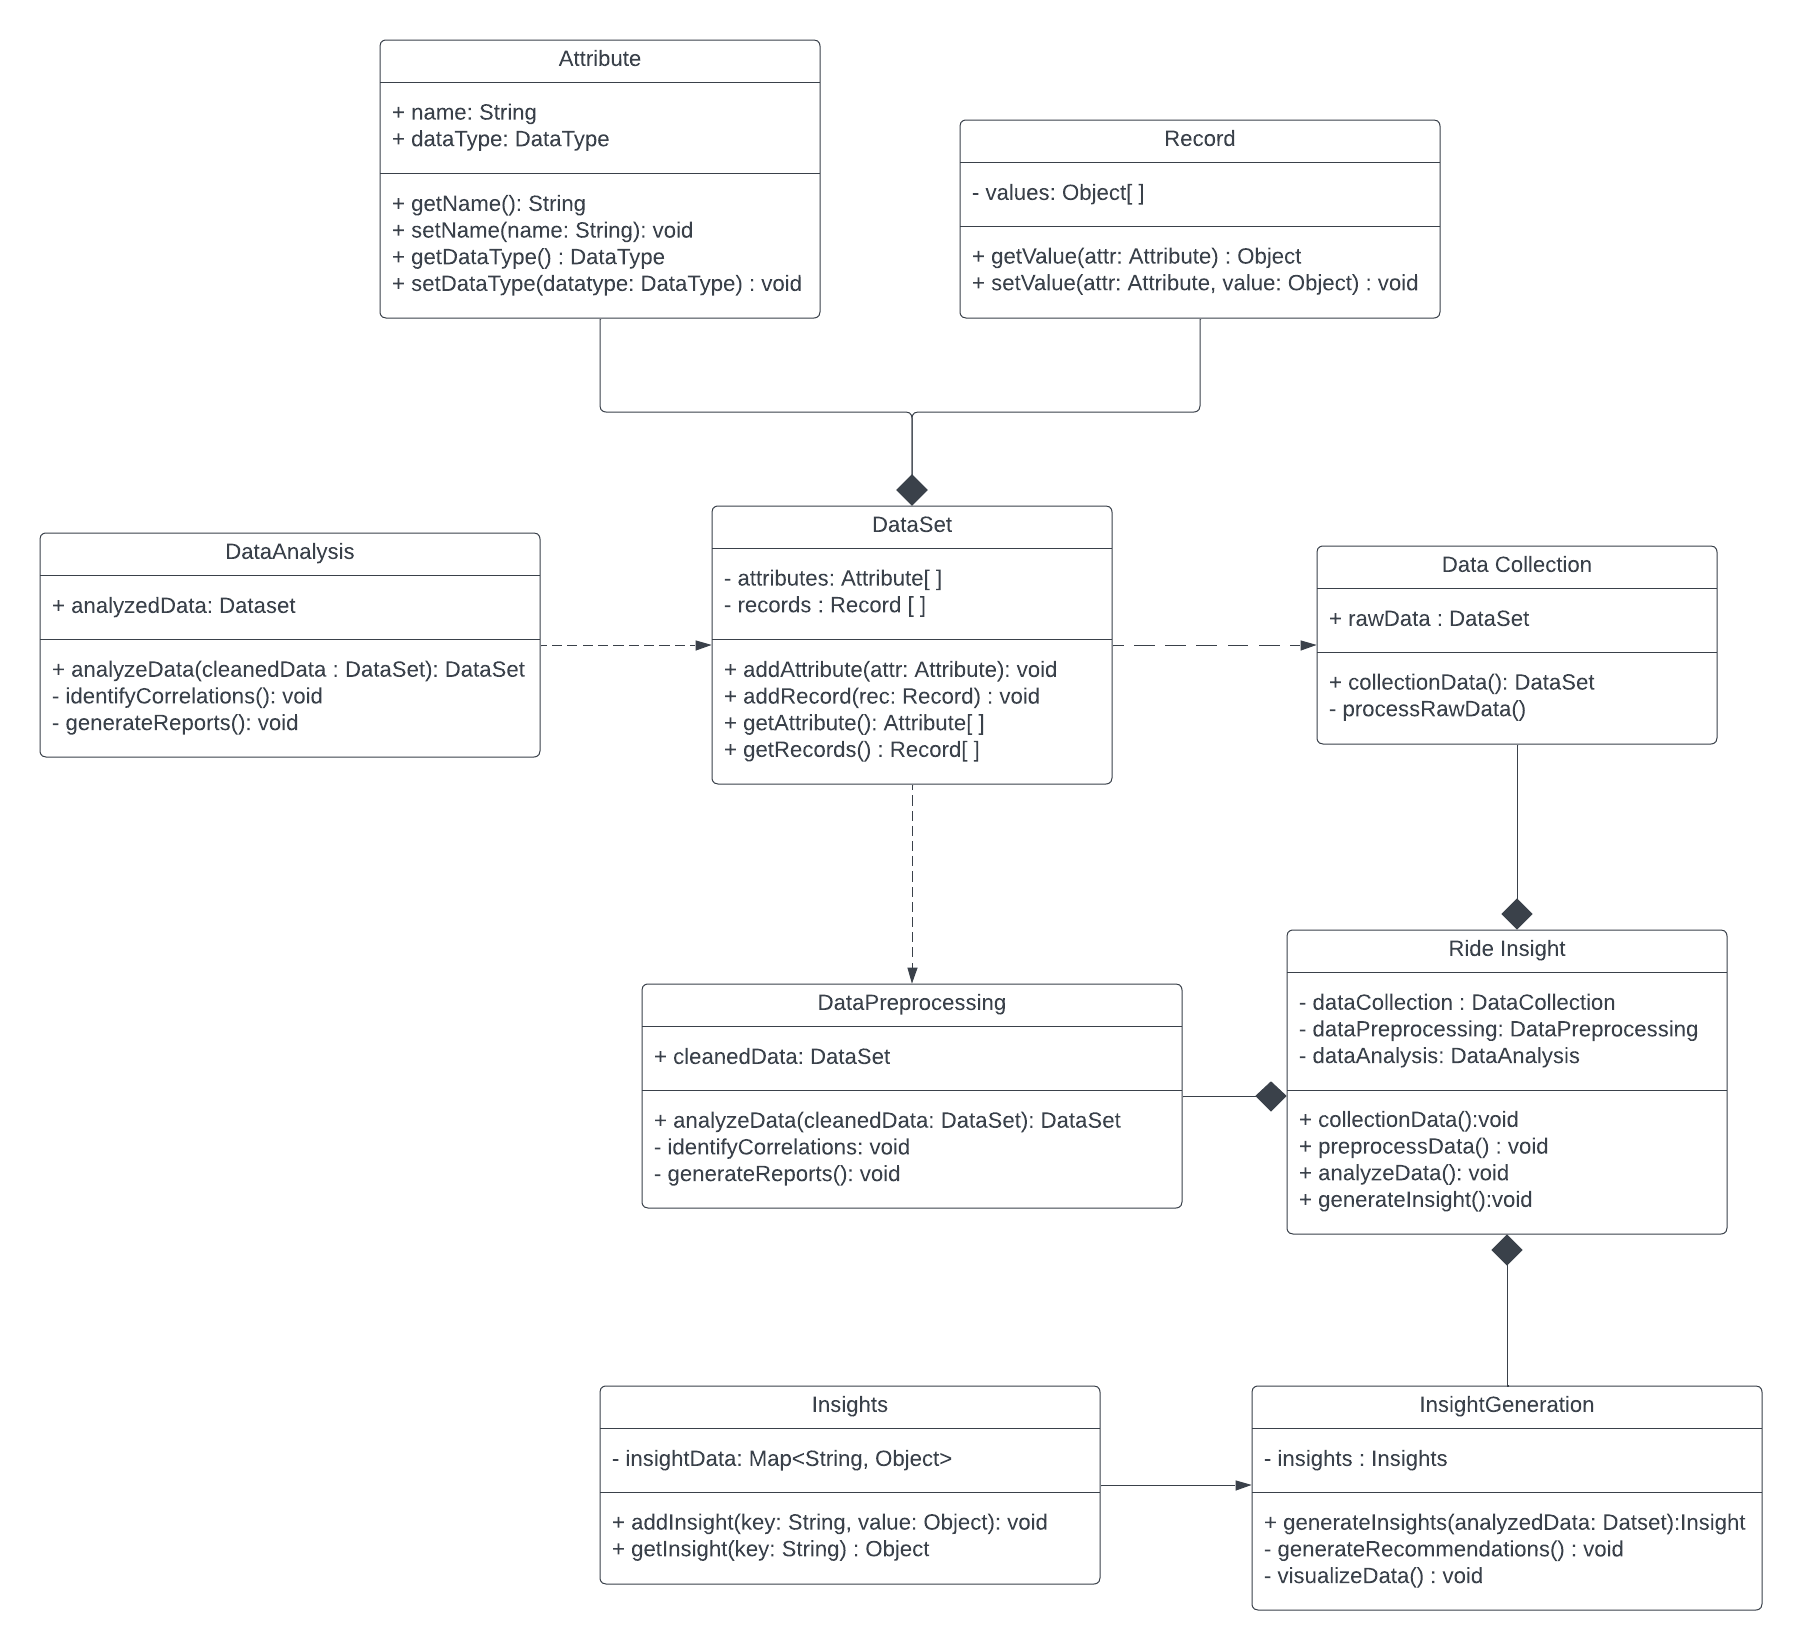 Attribute
+ name: String
+ dataType: DataType
+ getName(): String
+ setName(name: String): void
+ getDataType() : DataType
+ setDataType(datatype: DataType) : void
Record
- values: Object[ ]
+ getValue(attr: Attribute) : Object
+ setValue(attr: Attribute, value: Object) : void
DataAnalysis
+ analyzedData: Dataset
+ analyzeData(cleanedData : DataSet): DataSet
- identifyCorrelations(): void
- generateReports(): void
DataSet
- attributes: Attribute[ ]
- records : Record [ ]
+ addAttribute(attr: Attribute): void
+ addRecord(rec: Record) : void
+ getAttribute(): Attribute[ ]
+ getRecords() : Record[ ]
Data Collection
+ rawData : DataSet
+ collectionData(): DataSet
- processRawData()
DataPreprocessing
+ cleanedData: DataSet
+ analyzeData(cleanedData: DataSet): DataSet
- identifyCorrelations: void
- generateReports(): void
Ride Insight
- dataCollection : DataCollection
- dataPreprocessing: DataPreprocessing
- dataAnalysis: DataAnalysis
+ collectionData():void
+ preprocessData() : void
+ analyzeData(): void
+ generateInsight():void
Insights
- insightData: Map<String, Object>
+ addInsight(key: String, value: Object): void
+ getInsight(key: String) : Object
InsightGeneration
- insights : Insights
+ generateInsights(analyzedData: Datset):Insight
- generateRecommendations() : void
- visualizeData() : void